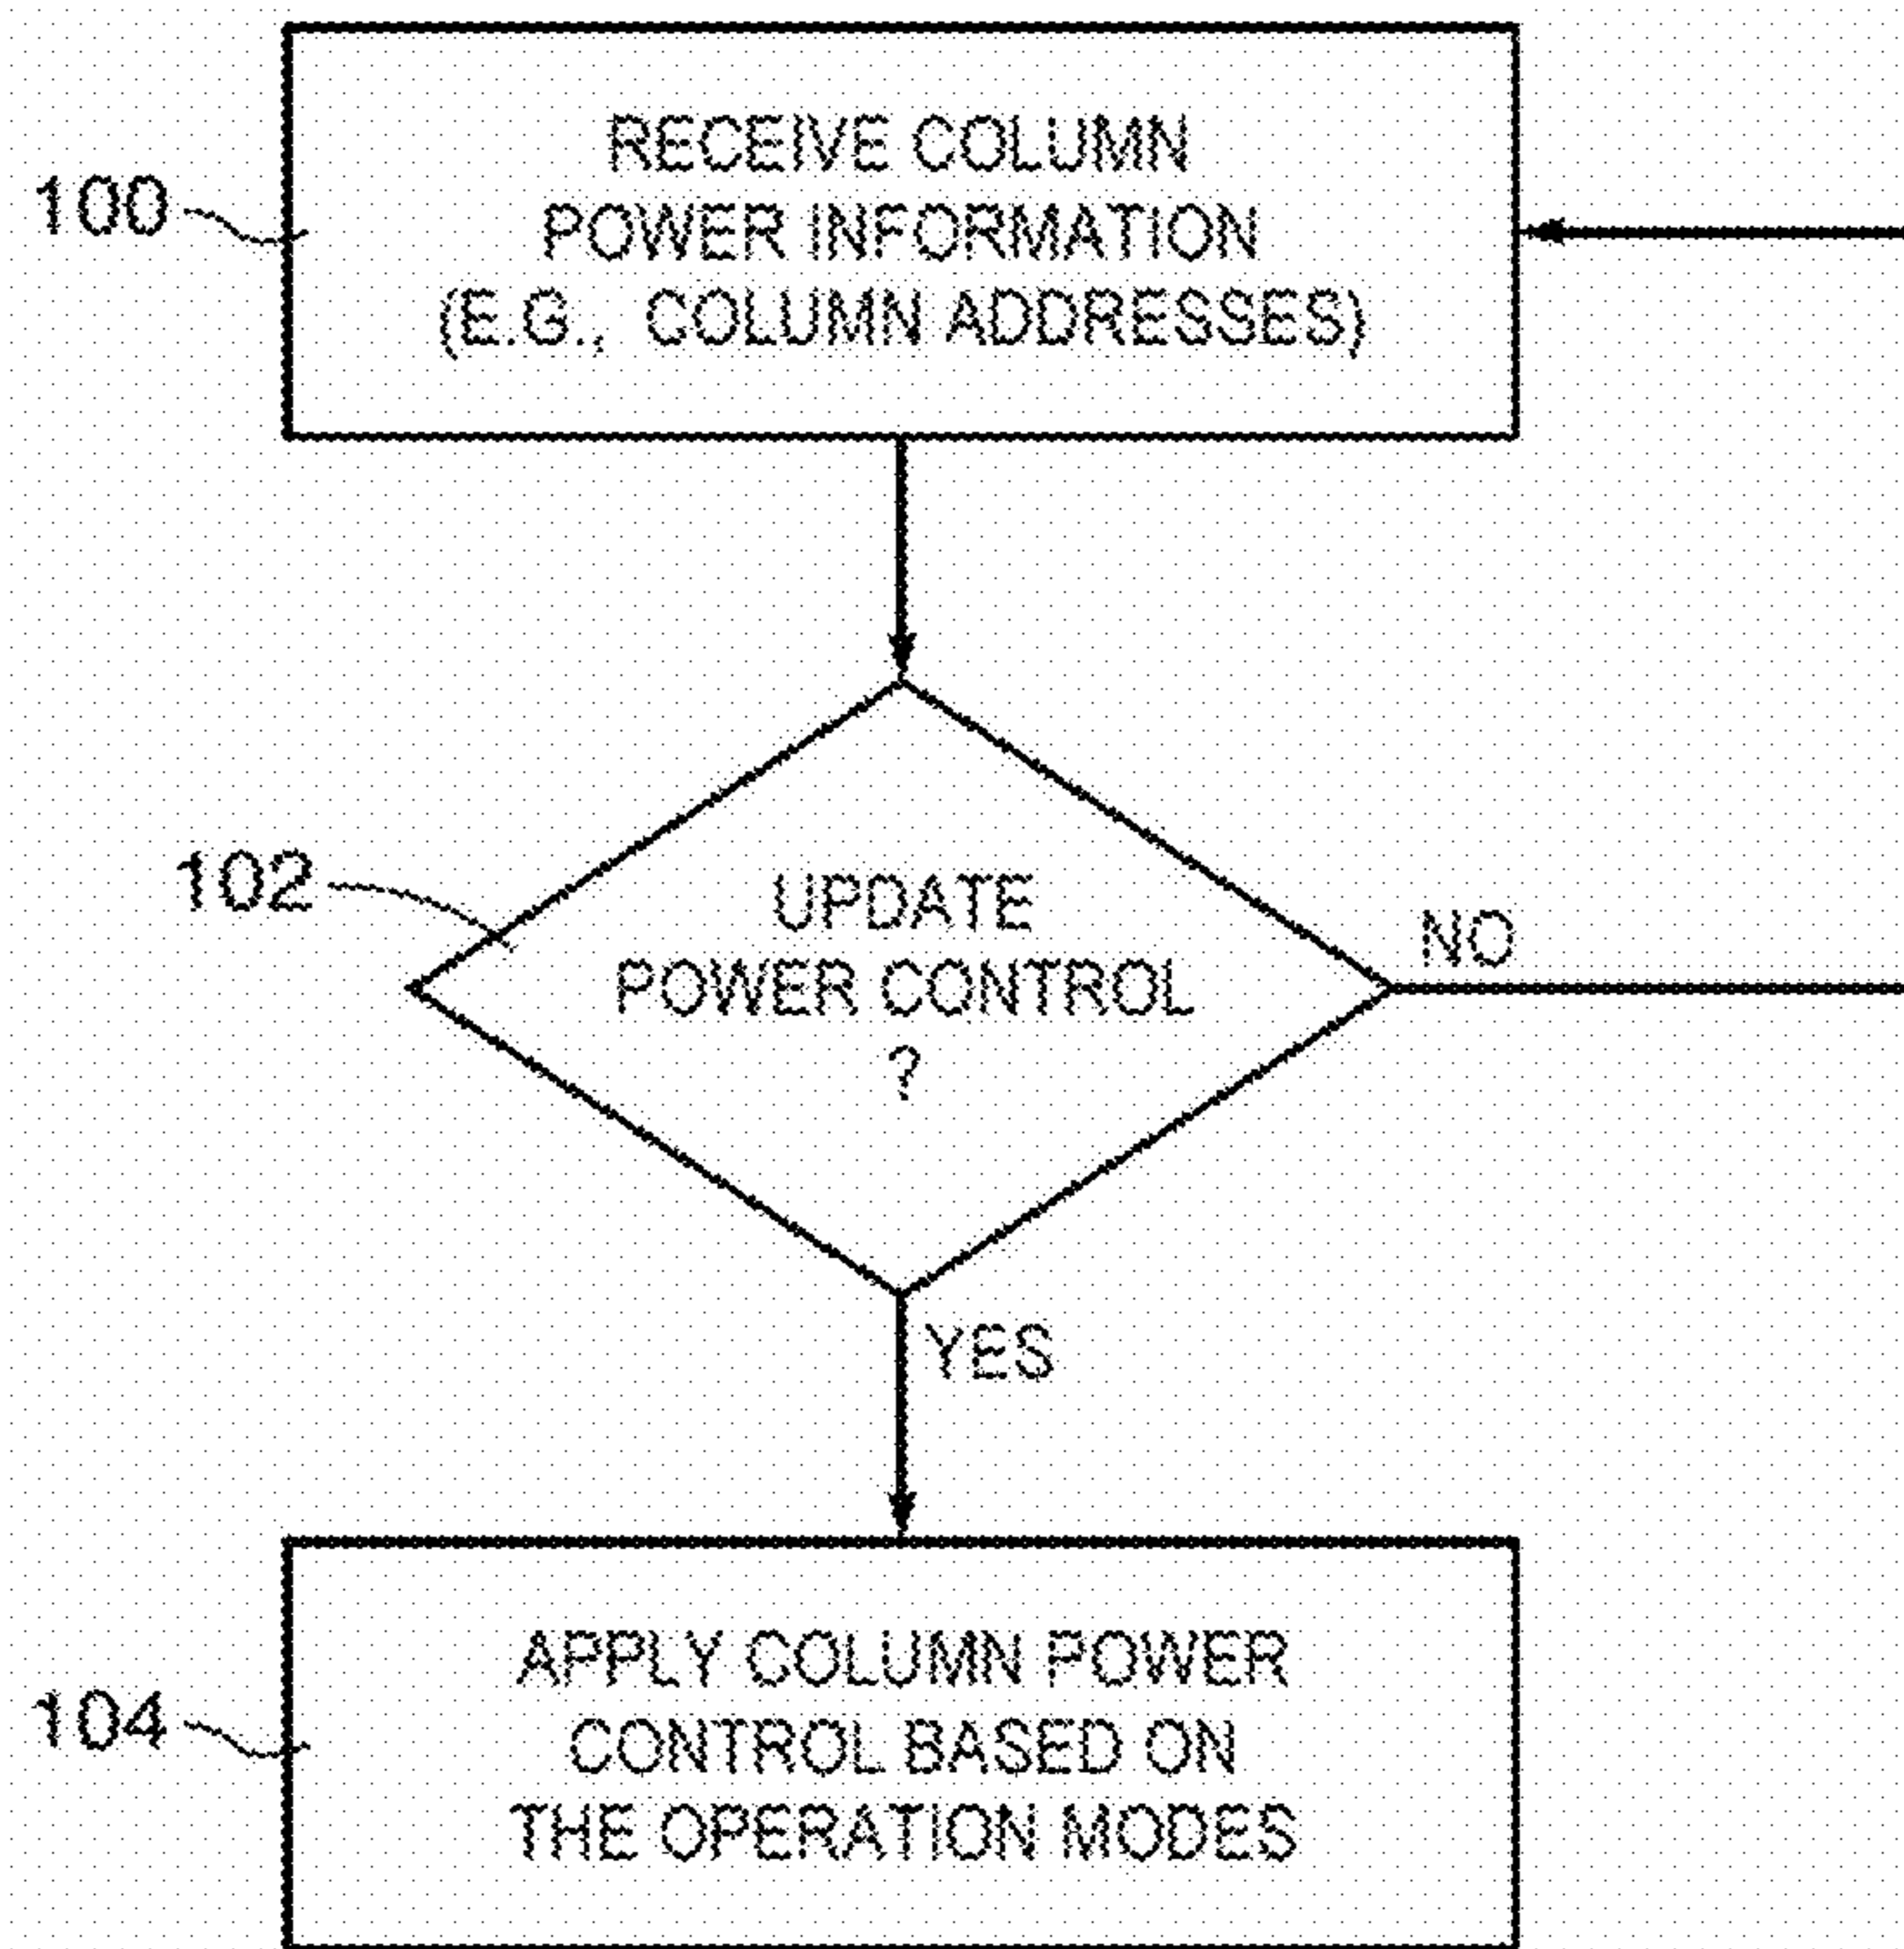 RECEIVE COLUMN
100
POWER INFORMATION
(E.G., COLUMN ADDRESSES)
102
UPDATE
POWER CONTROL
?
NO
YES
APPLY COLUMN POWER
104
CONTROL BASED ON
THE OPERATION MODES